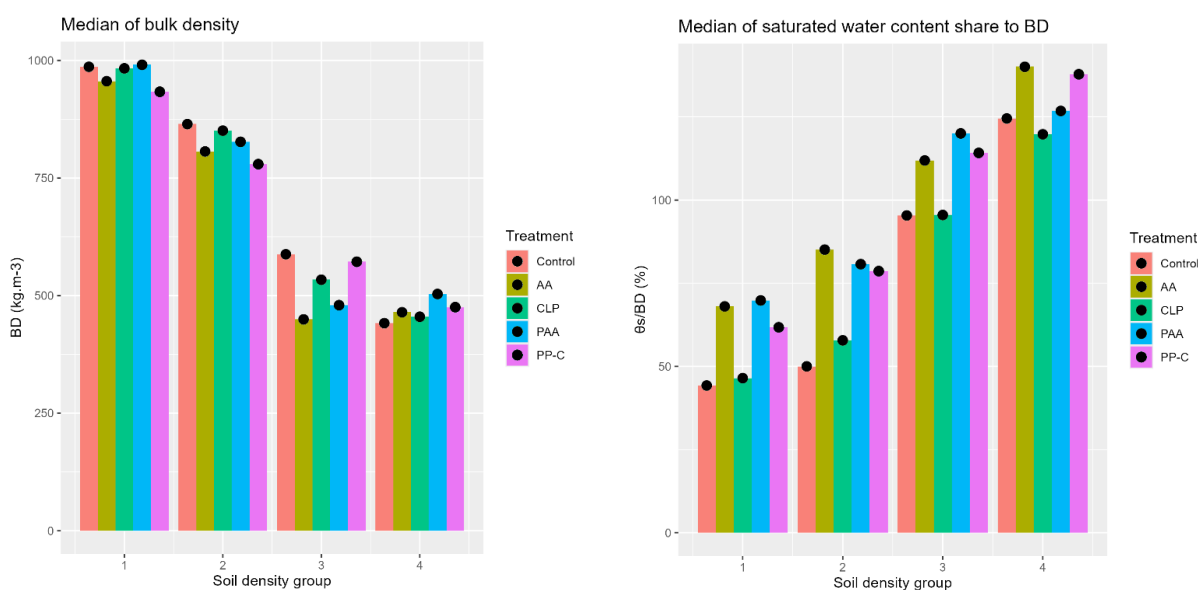 Median of bulk density
BD (kg.m-3)
1000
750
500
250
0
1
2
3
4
Soil density group
Treatment
Control
AA
CLP
PAA
PP-C
Median of saturated water content share to BD
θs/BD (%)
100
50
0
1
2
3
4
Soil density group
Treatment
Control
AA
CLP
PAA
PP-C